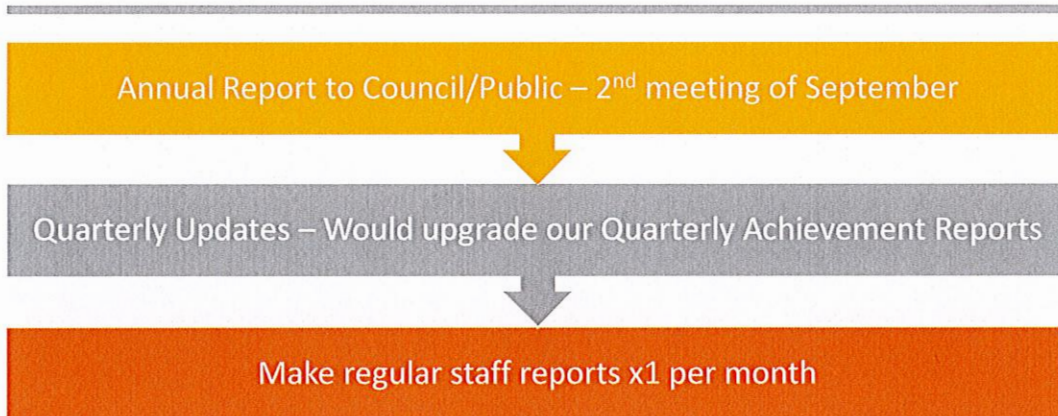 Annual Report to Council/Public – 2nd meeting of September
Quarterly Updates – Would upgrade our Quarterly Achievement Reports
Make regular staff reports x1 per month